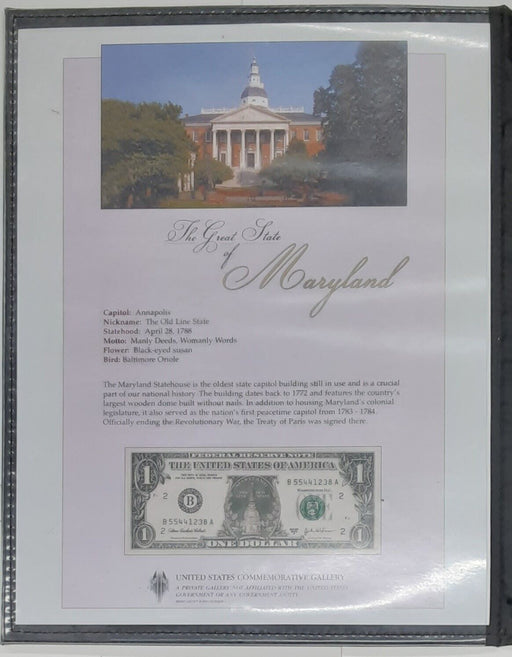 The Great State
of
Maryland
Capitol: Annapolis
Nickname: The Old Line State
Statehood: April 28, 1788
Motto: Manly Deeds, Womanly Words
Flower: Black-eyed susan
Bird: Baltimore Oriole
The Maryland Statehouse is the oldest state capitol building still in use and is a crucial
part of our national history. The building dates back to 1772 and features the country's
largest wooden dome built without nails. In addition to housing Maryland's colonial
legislature, it also served as the nation's first peacetime capitol from 1783 - 1784.
Officially ending the Revolutionary War, the Treaty of Paris was signed there.
FEDERAL RESERVE NOTE
THE UNITED STATES OF AMERICA
1 1
B 55441238 A
2 2
B
B 55441238 A
2 2
1 1
ONE DOLLAR
UNITED STATES COMMEMORATIVE GALLERY
A PRIVATE GALLERY NOT AFFILIATED WITH THE UNITED STATES
GOVERNMENT OR ANY GOVERNMENT ENTITY